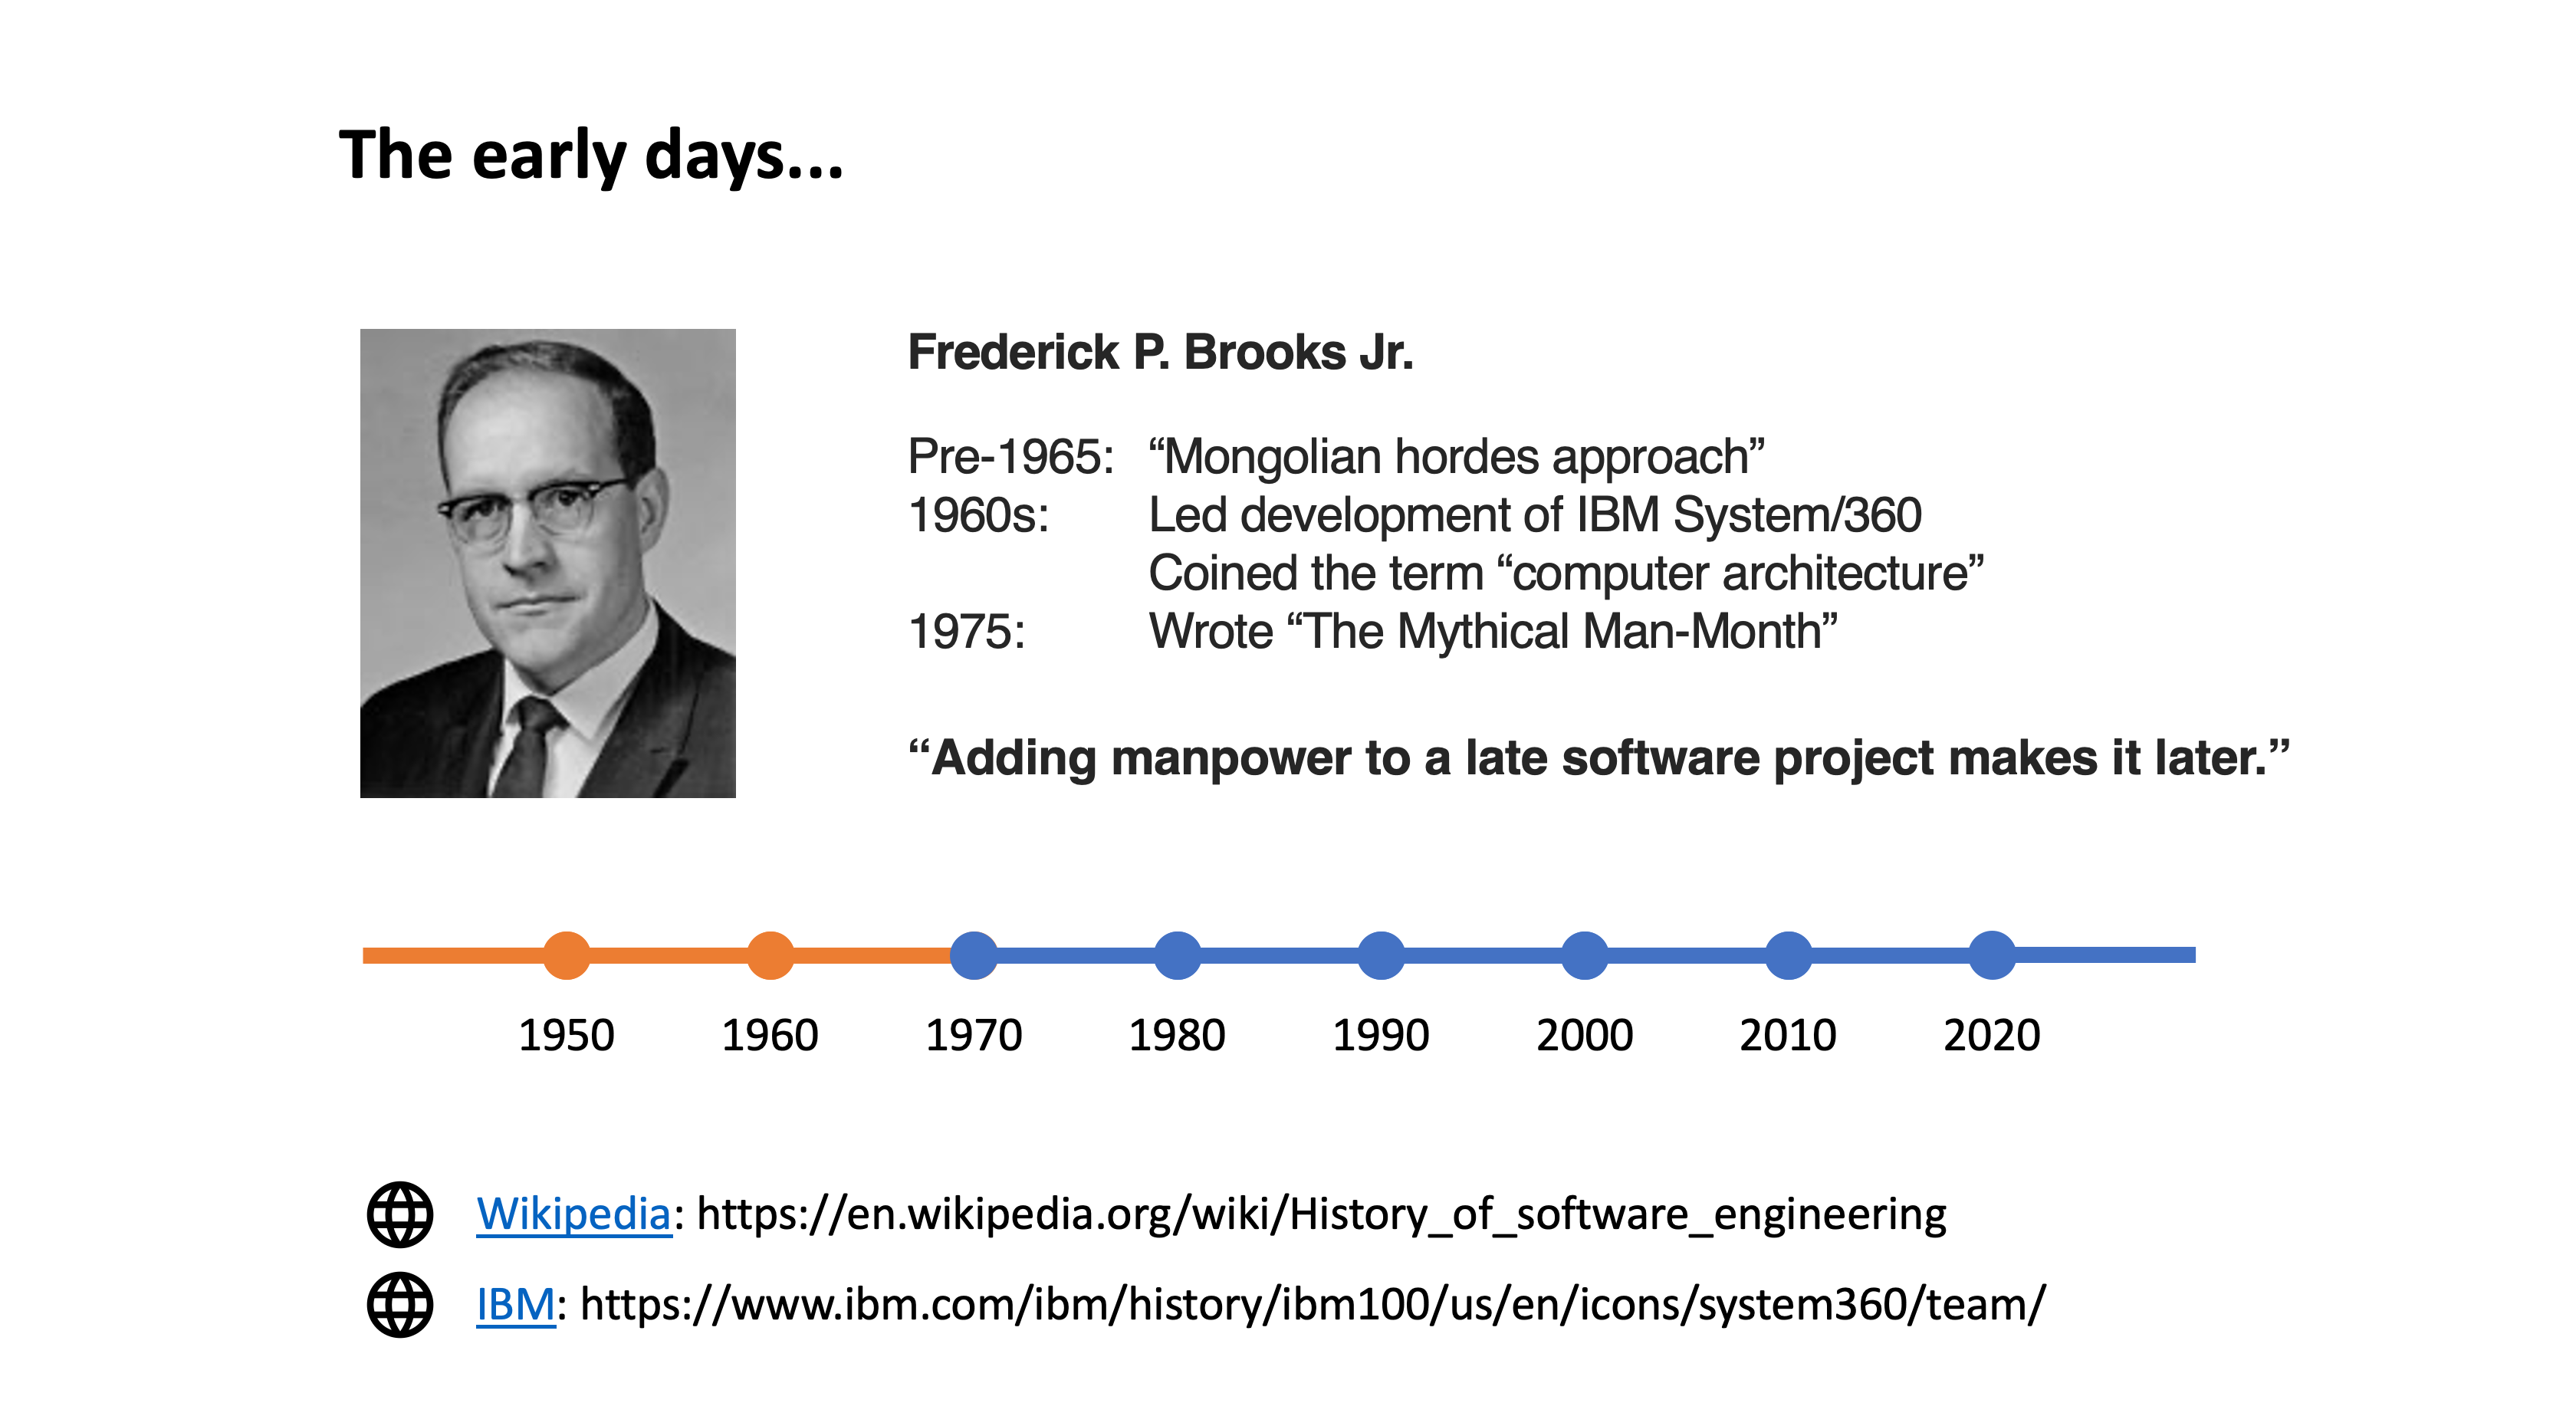 The early days...
Frederick P. Brooks Jr.
Pre-1965: “Mongolian hordes approach”
1960s: Led development of IBM System/360
Coined the term “computer architecture”
1975: Wrote “The Mythical Man-Month”
“Adding manpower to a late software project makes it later.”
1950 1960 1970 1980 1990 2000 2010 2020
Wikipedia: https://en.wikipedia.org/wiki/History_of_software_engineering
IBM: https://www.ibm.com/ibm/history/ibm100/us/en/icons/system360/team/